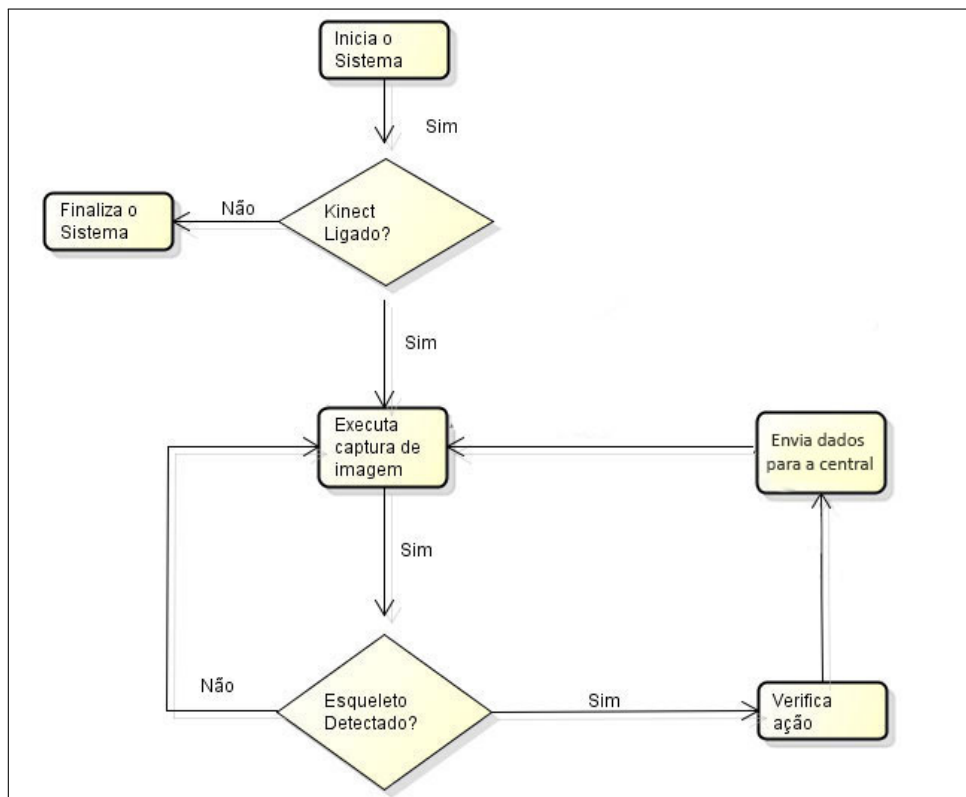 Inicia o
Sistema
Sim
Finaliza o
Sistema
Não
Kinect
Ligado?
Sim
Executa
captura de
imagem
Envia dados
para a central
Sim
Não
Esqueleto
Detectado?
Sim
Verifica
ação